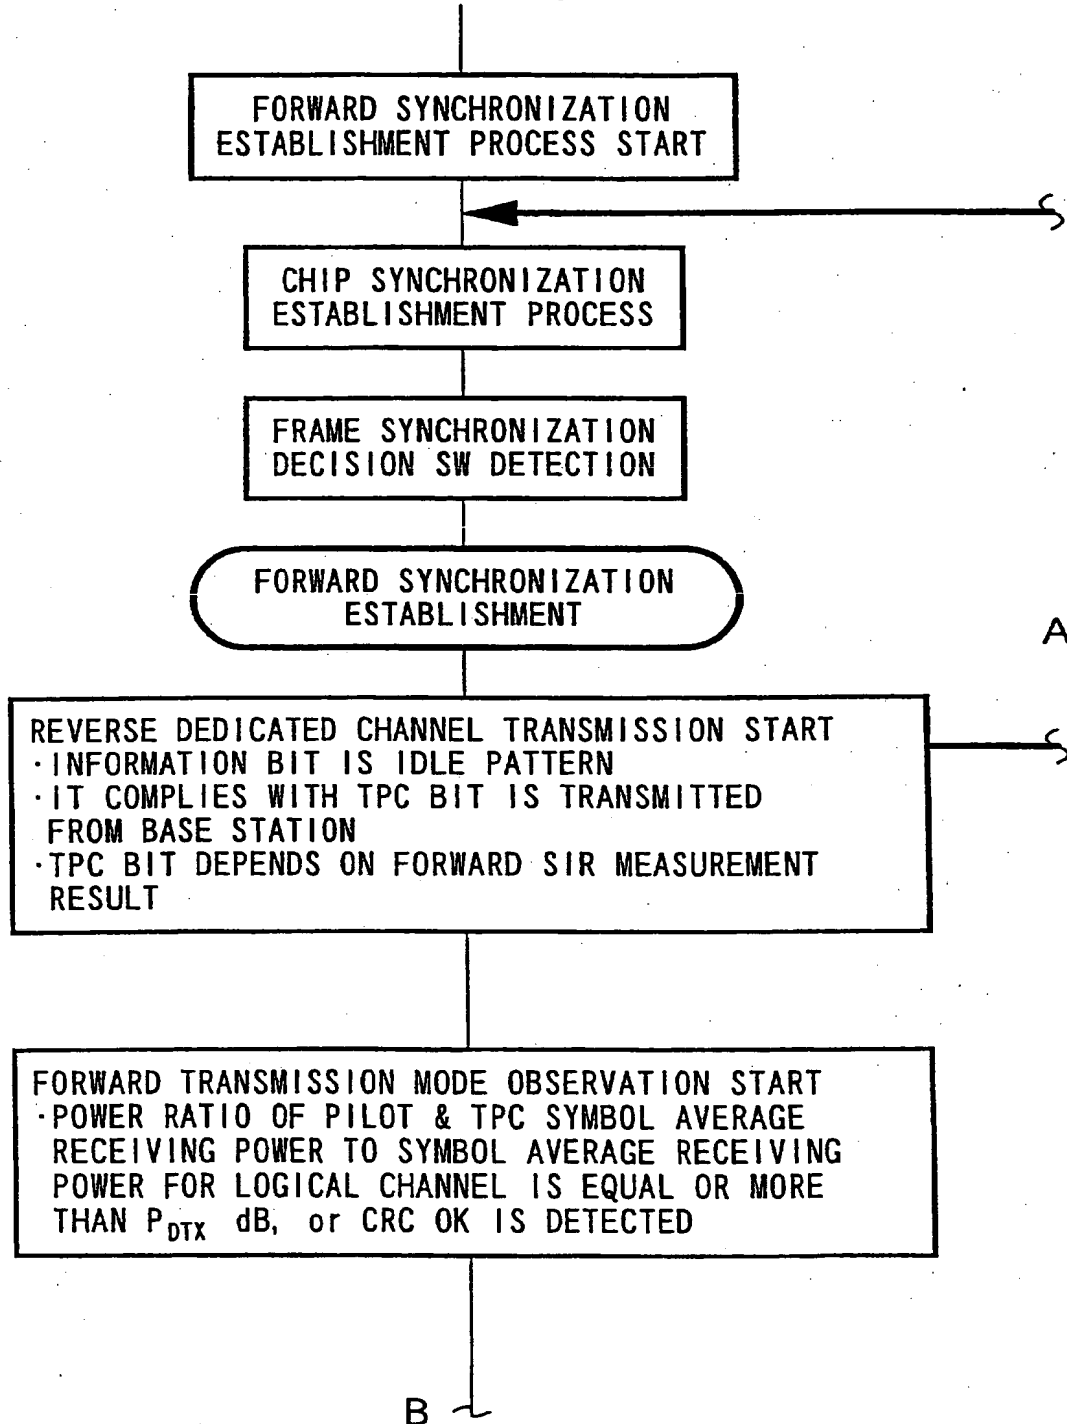 FORWARD SYNCHRONIZATION
ESTABLISHMENT PROCESS START
CHIP SYNCHRONIZATION
ESTABLISHMENT PROCESS
FRAME SYNCHRONIZATION
DECISION SW DETECTION
FORWARD SYNCHRONIZATION
ESTABLISHMENT
A
REVERSE DEDICATED CHANNEL TRANSMISSION START
·INFORMATION BIT IS IDLE PATTERN
·IT COMPLIES WITH TPC BIT IS TRANSMITTED
FROM BASE STATION
·TPC BIT DEPENDS ON FORWARD SIR MEASUREMENT
RESULT
FORWARD TRANSMISSION MODE OBSERVATION START
·POWER RATIO OF PILOT & TPC SYMBOL AVERAGE
RECEIVING POWER TO SYMBOL AVERAGE RECEIVING
POWER FOR LOGICAL CHANNEL IS EQUAL OR MORE
THAN PDTX dB, or CRC OK IS DETECTED
B